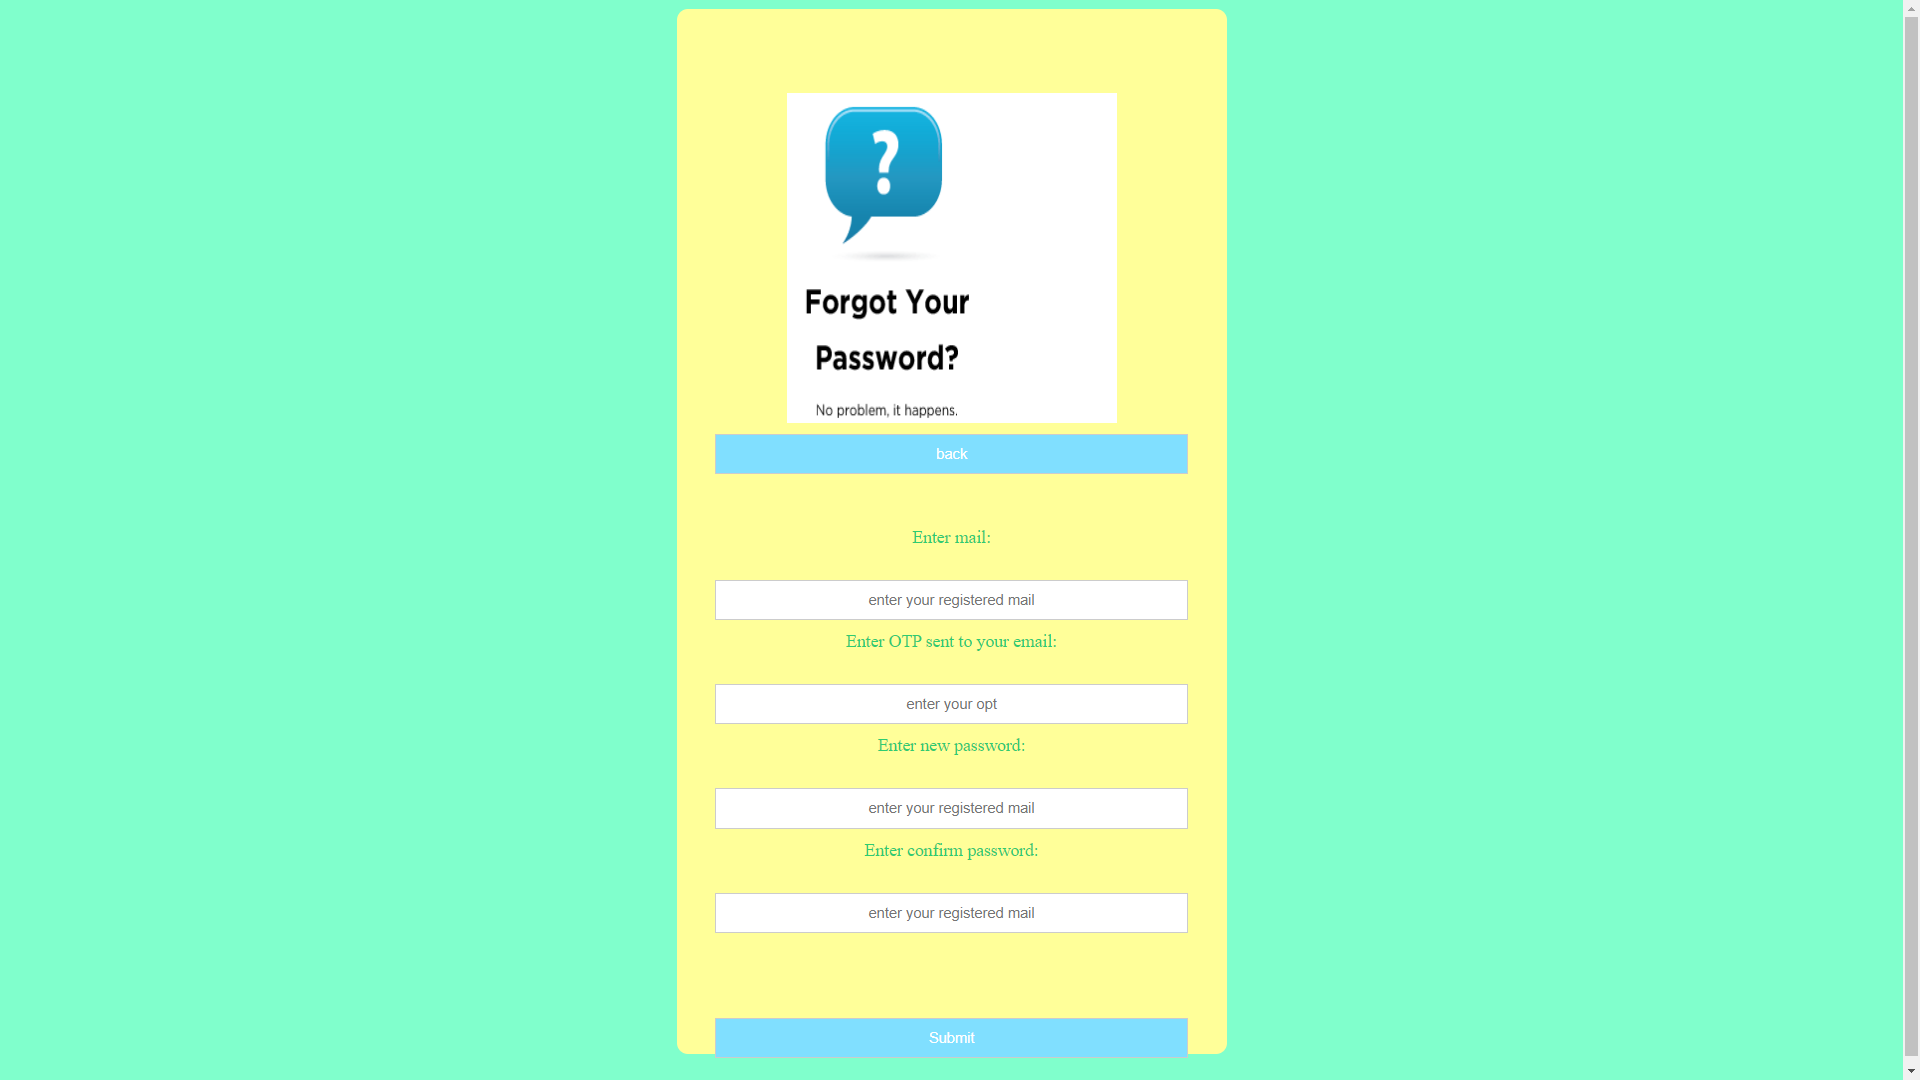 ?
Forgot Your
Password?
No problem, it happens.
back
Enter mail:
enter your registered mail
Enter OTP sent to your email:
enter your opt
Enter new password:
enter your registered mail
Enter confirm password:
enter your registered mail
Submit